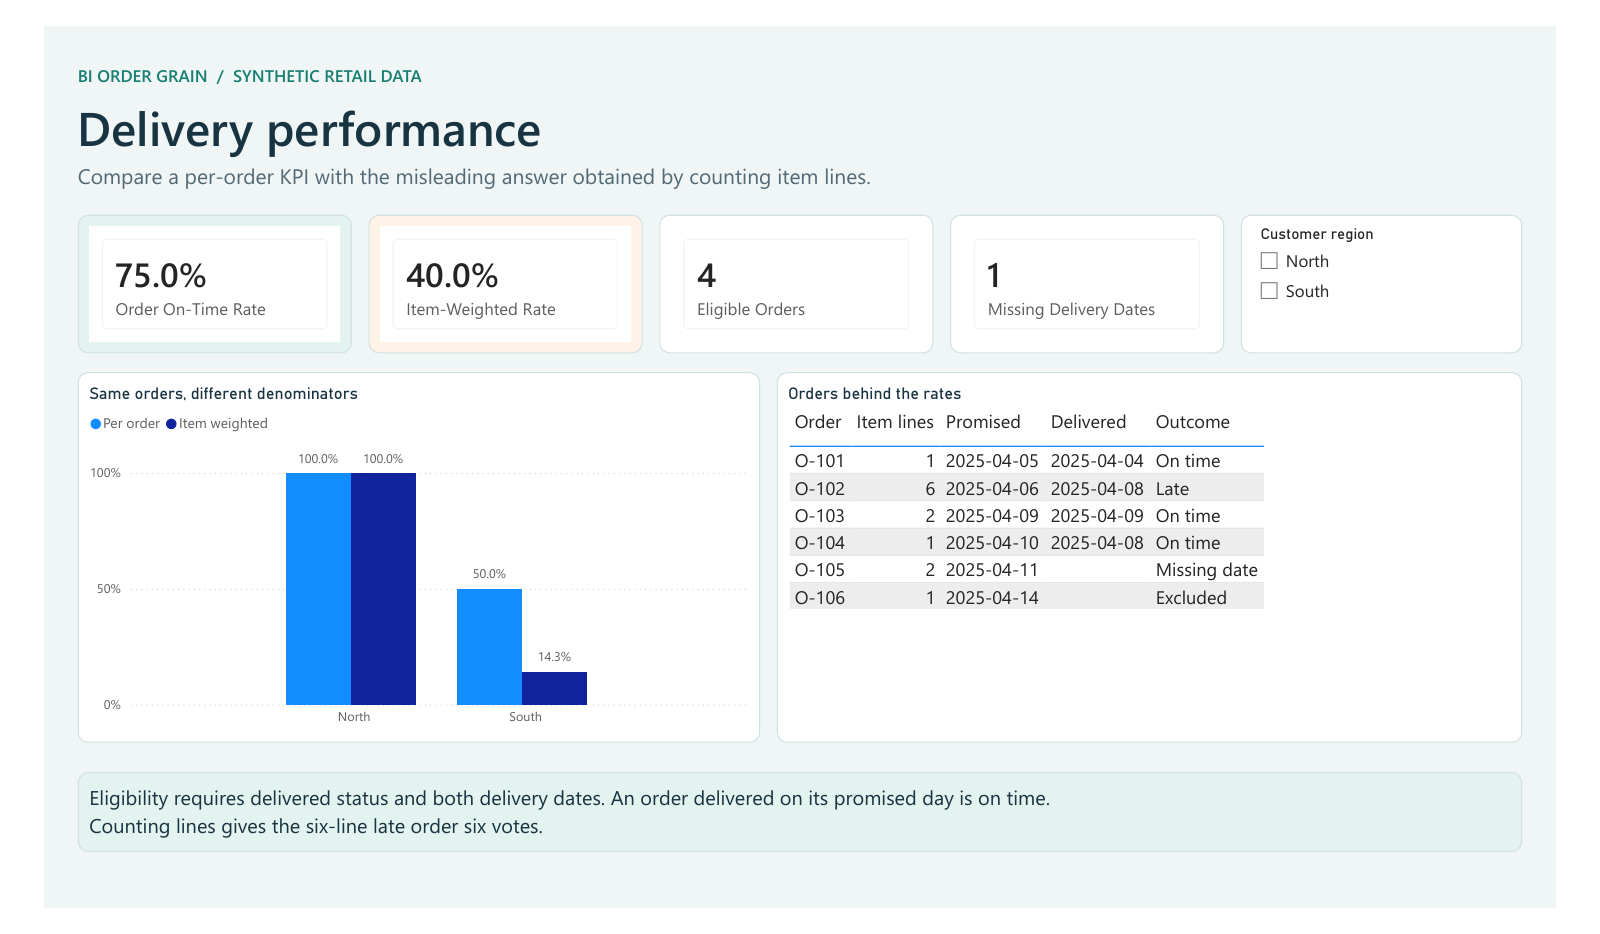 BI ORDER GRAIN / SYNTHETIC RETAIL DATA
Delivery performance
Compare a per-order KPI with the misleading answer obtained by counting item lines.
75.0%
Order On-Time Rate
40.0%
Item-Weighted Rate
4
Eligible Orders
1
Missing Delivery Dates
Customer region
North
South
Same orders, different denominators
Per order Item weighted
100.0% 100.0%
100%
50.0%
50%
14.3%
0%
North South
Orders behind the rates
Order Item lines Promised Delivered Outcome
O-101 1 2025-04-05 2025-04-04 On time
O-102 6 2025-04-06 2025-04-08 Late
O-103 2 2025-04-09 2025-04-09 On time
O-104 1 2025-04-10 2025-04-08 On time
O-105 2 2025-04-11 Missing date
O-106 1 2025-04-14 Excluded
Eligibility requires delivered status and both delivery dates. An order delivered on its promised day is on time.
Counting lines gives the six-line late order six votes.